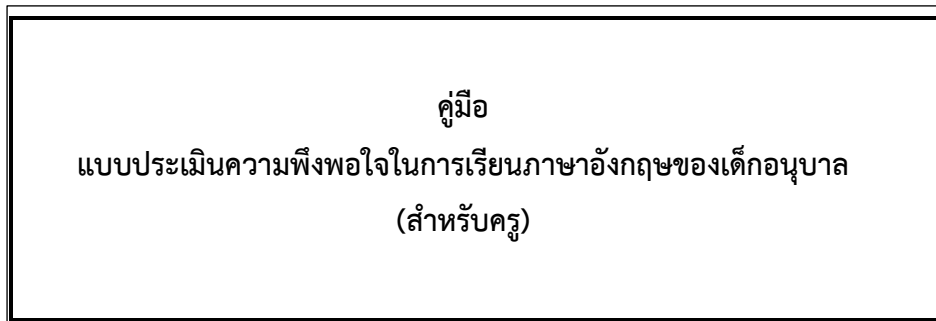 คู่มือ
แบบประเมินความพึงพอใจในการเรียนภาษาอังกฤษของเด็กอนุบาล
(สำหรับครู)